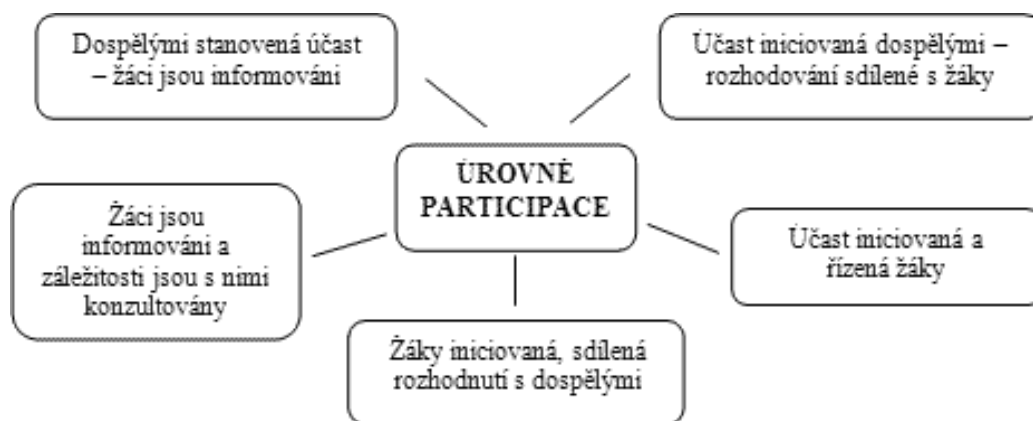 Dospělými stanovená účast
– žáci jsou informováni
Účast iniciovaná dospělými –
rozhodování sdílené s žáky
ÚROVNĚ
PARTICIPACE
Žáci jsou
informováni a
záležitosti jsou s nimi
konzultovány
Účast iniciovaná a
řízená žáky
Žáky iniciovaná, sdílená
rozhodnutí s dospělými